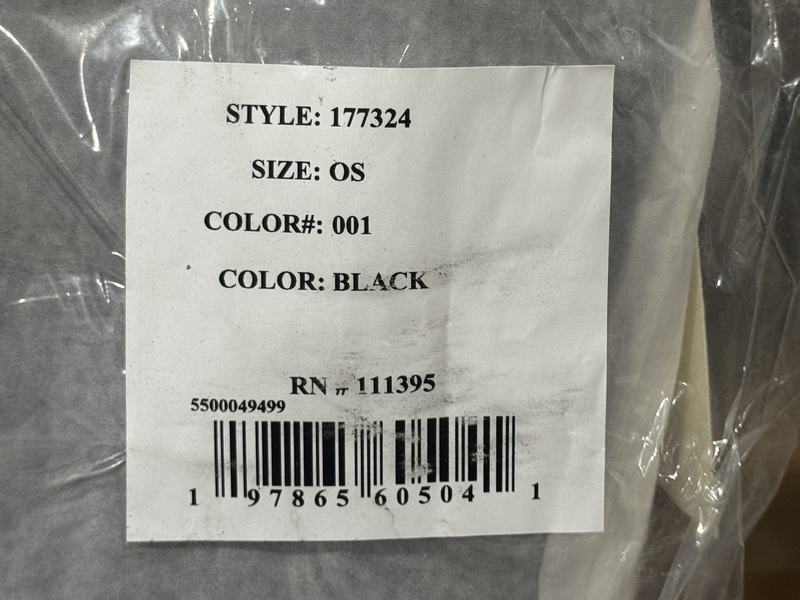 STYLE: 177324
SIZE: OS
COLOR#: 001
COLOR: BLACK
RN # 111395
5500049499
1 97865 60504 1